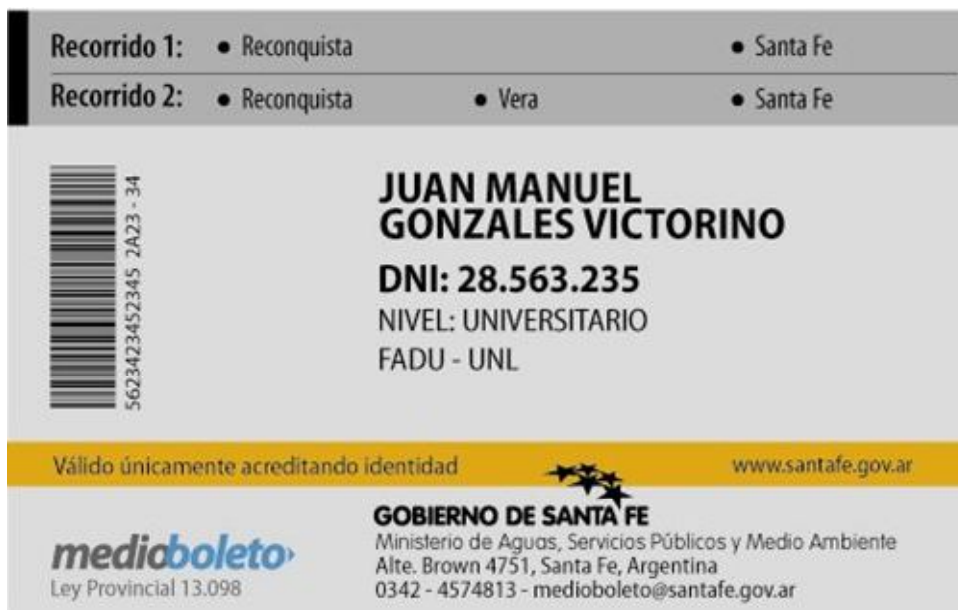 Recorrido 1: • Reconquista • Santa Fe
Recorrido 2: • Reconquista • Vera • Santa Fe
5623423452345 2A23 - 34
JUAN MANUEL
GONZALES VICTORINO
DNI: 28.563.235
NIVEL: UNIVERSITARIO
FADU - UNL
Válido únicamente acreditando identidad
www.santafe.gov.ar
medioboleto
Ley Provincial 13.098
GOBIERNO DE SANTA FE
Ministerio de Aguas, Servicios Públicos y Medio Ambiente
Alte. Brown 4751, Santa Fe, Argentina
0342 - 4574813 - medioboleto@santafe.gov.ar